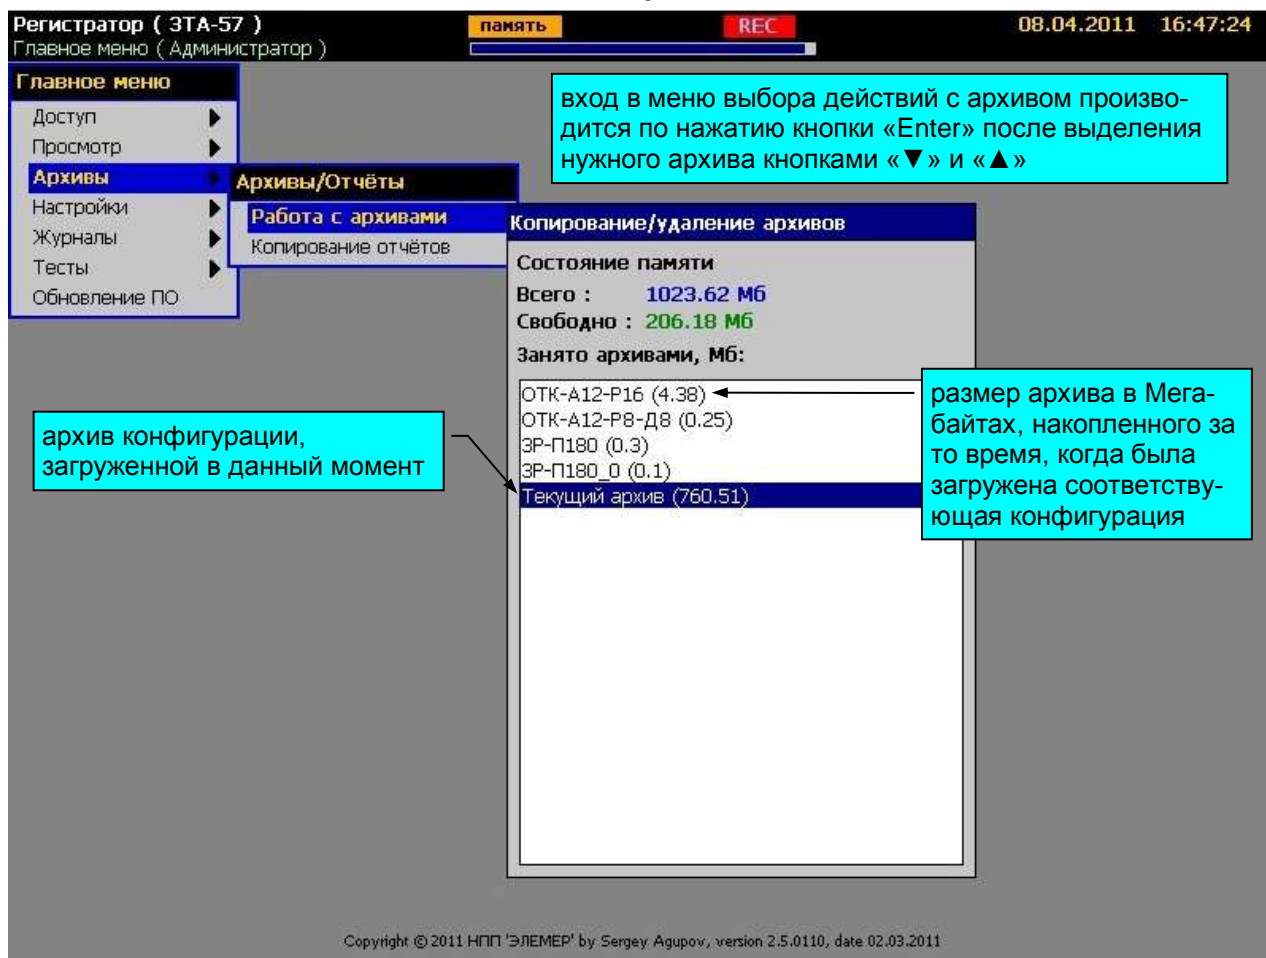 Регистратор ( ЗТА-57 )
память
REC
08.04.2011 16:47:24
Главное меню ( Администратор )
Главное меню
Доступ
Просмотр
Архивы
Настройки
Журналы
Тесты
Обновление ПО
Архивы/Отчёты
Работа с архивами
Копирование отчётов
вход в меню выбора действий с архивом произво-
дится по нажатию кнопки «Enter» после выделения
нужного архива кнопками «▼» и «▲»
Копирование/удаление архивов
Состояние памяти
Всего : 1023.62 Мб
Свободно : 206.18 Мб
Занято архивами, Мб:
ОТК-А12-Р16 (4.38)
ОТК-А12-Р8-Д8 (0.25)
ЗР-П180 (0.3)
ЗР-П180_0 (0.1)
Текущий архив (760.51)
архив конфигурации,
загруженной в данный момент
размер архива в Мега-
байтах, накопленного за
то время, когда была
загружена соответству-
ющая конфигурация
Copyright © 2011 НПП 'ЭЛЕМЕР' by Sergey Agupov, version 2.5.0110, date 02.03.2011